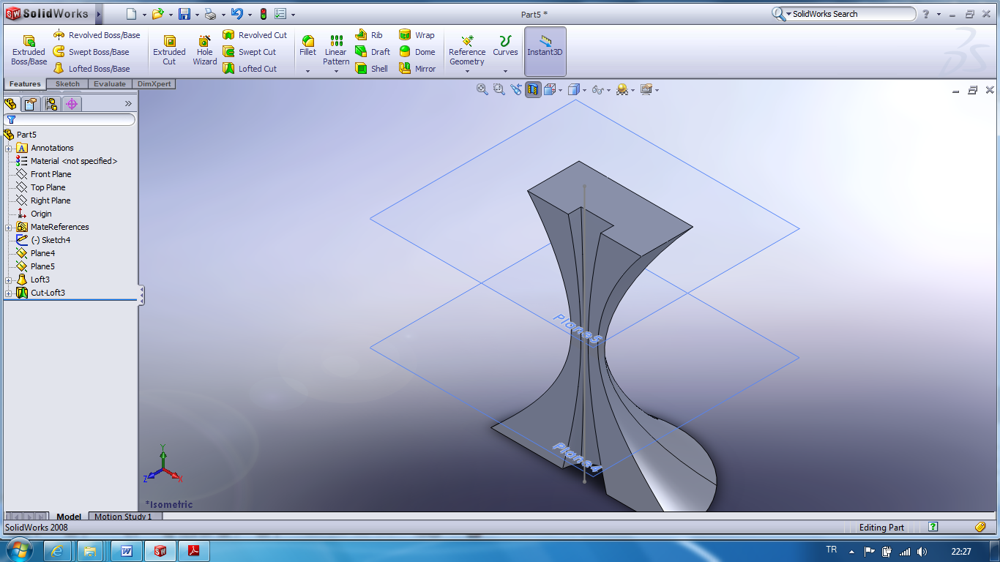 SolidWorks
Part5 *
SolidWorks Search
Extruded Boss/Base
Revolved Boss/Base
Swept Boss/Base
Lofted Boss/Base
Extruded Cut
Hole Wizard
Revolved Cut
Swept Cut
Lofted Cut
Fillet
Linear Pattern
Rib
Draft
Shell
Wrap
Dome
Mirror
Reference Geometry
Curves
Instant3D
Features
Sketch
Evaluate
DimXpert
Part5
Annotations
Material <not specified>
Front Plane
Top Plane
Right Plane
Origin
MateReferences
(-) Sketch4
Plane4
Plane5
Loft3
Cut-Loft3
Plane5
Plane4
Y
Z
X
*Isometric
Model
Motion Study 1
SolidWorks 2008
Editing Part
TR
22:27